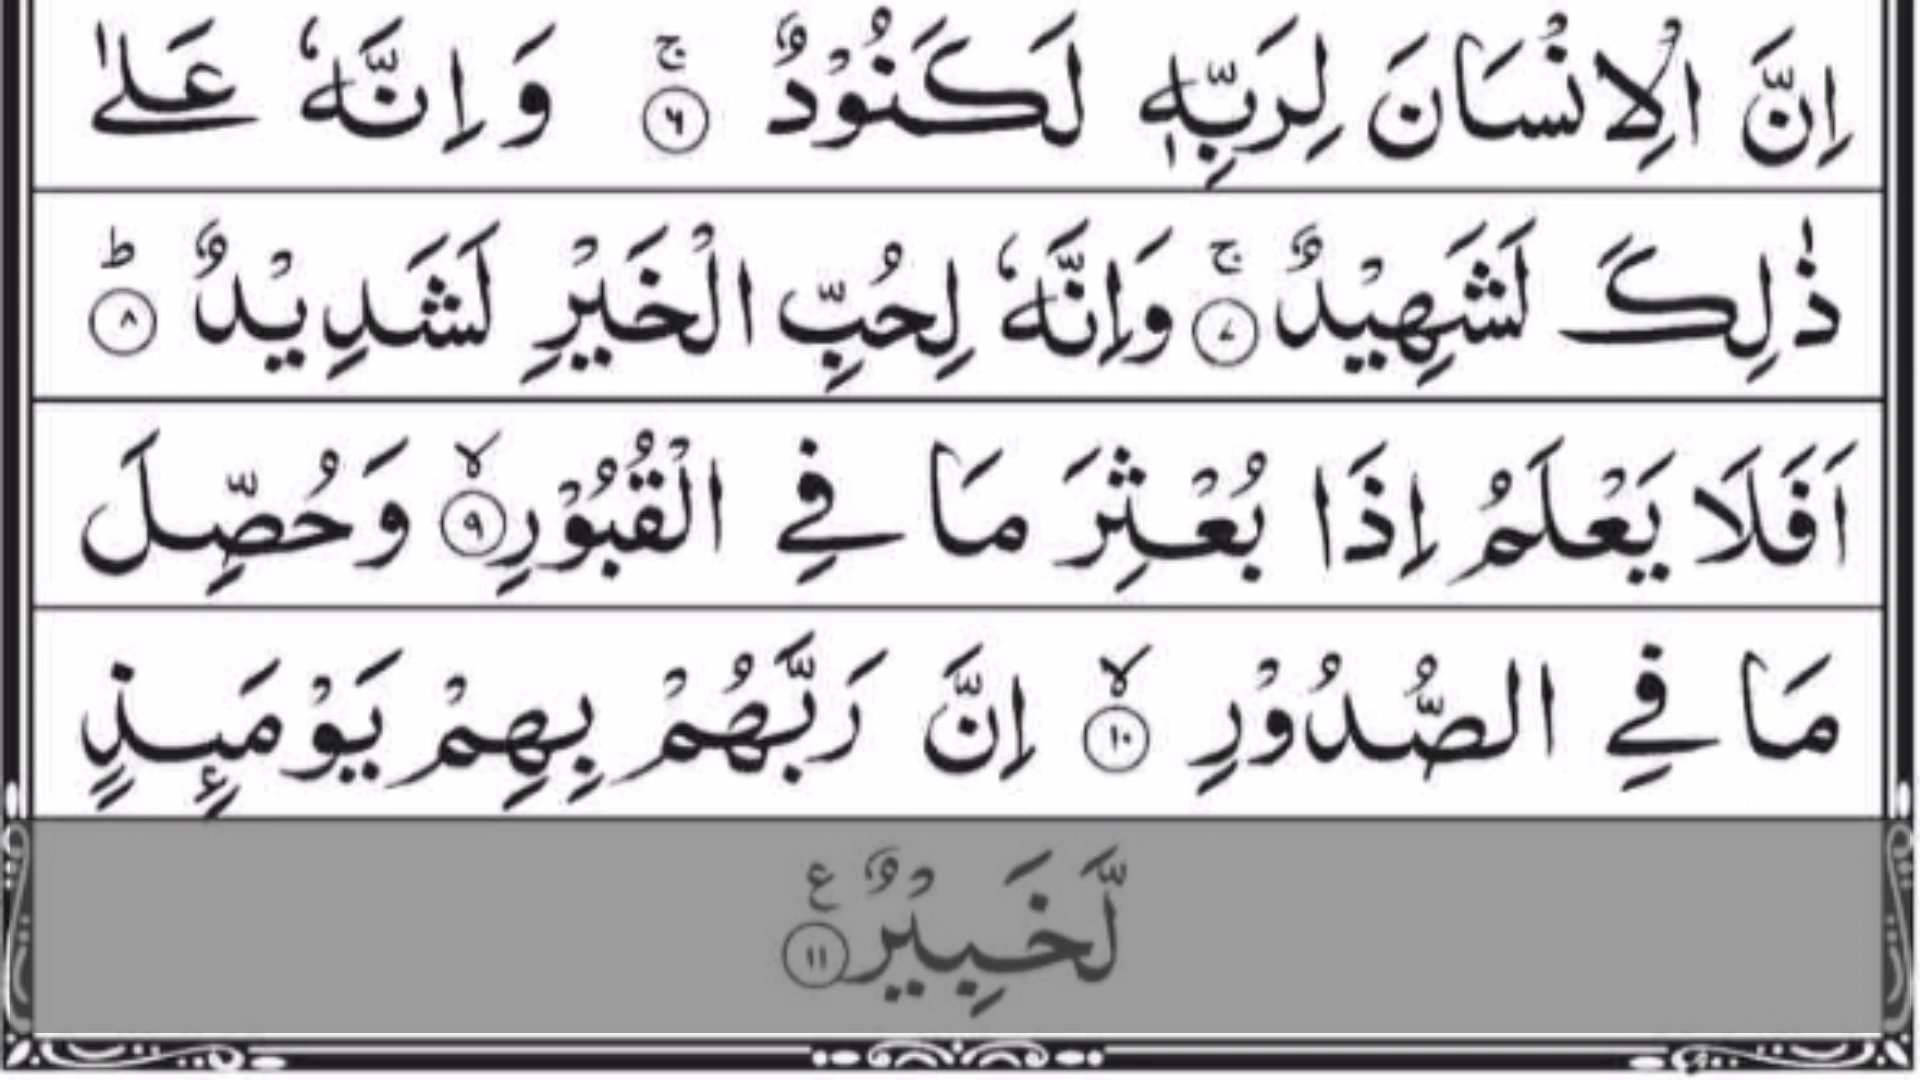 اِنَّ الْاِنْسَانَ لِرَبِّهٖ لَكَنُوْدٌ ۚ ﴿۶﴾ وَ اِنَّهٗ عَلٰی
ذٰلِكَ لَشَهِیْدٌ ۚ ﴿۷﴾ وَاِنَّهٗ لِحُبِّ الْخَیْرِ لَشَدِیْدٌ ؕ ﴿۸﴾
اَفَلَا یَعْلَمُ اِذَا بُعْثِرَ مَا فِی الْقُبُوْرِ ۙ ﴿۹﴾ وَحُصِّلَ
مَا فِی الصُّدُوْرِ ۙ ﴿۱۰﴾ اِنَّ رَبَّهُمْ بِهِمْ یَوْمَىِٕذٍ
لَّخَبِیْرٌ ع ﴿۱۱﴾